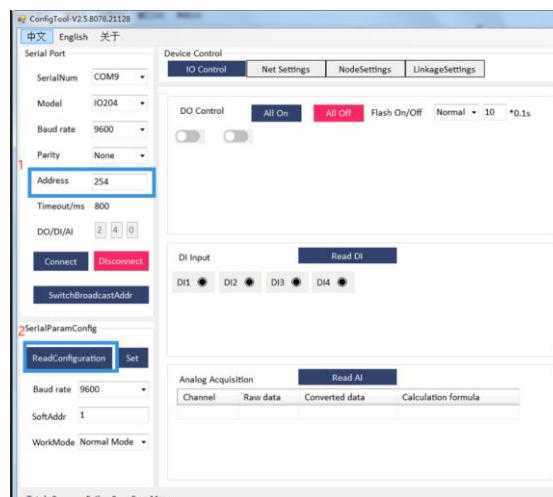 ConfigTool-V2.5.8076.21128
中文 English 关于
Serial Port
SerialNum COM9
Model IO204
Baud rate 9600
Parity None
1
Address 254
Timeout/ms 800
DO/DI/AI 2 4 0
Connect Disconnect
SwitchBroadcastAddr
2
SerialParamConfig
ReadConfiguration Set
Baud rate 9600
SoftAddr 1
WorkMode Normal Mode
Device Control
IO Control Net Settings NodeSettings LinkageSettings
DO Control All On All Off Flash On/Off Normal 10 *0.1s
DI Input Read DI
DI1 DI2 DI3 DI4
Analog Acquisition Read AI
Channel Raw data Converted data Calculation formula